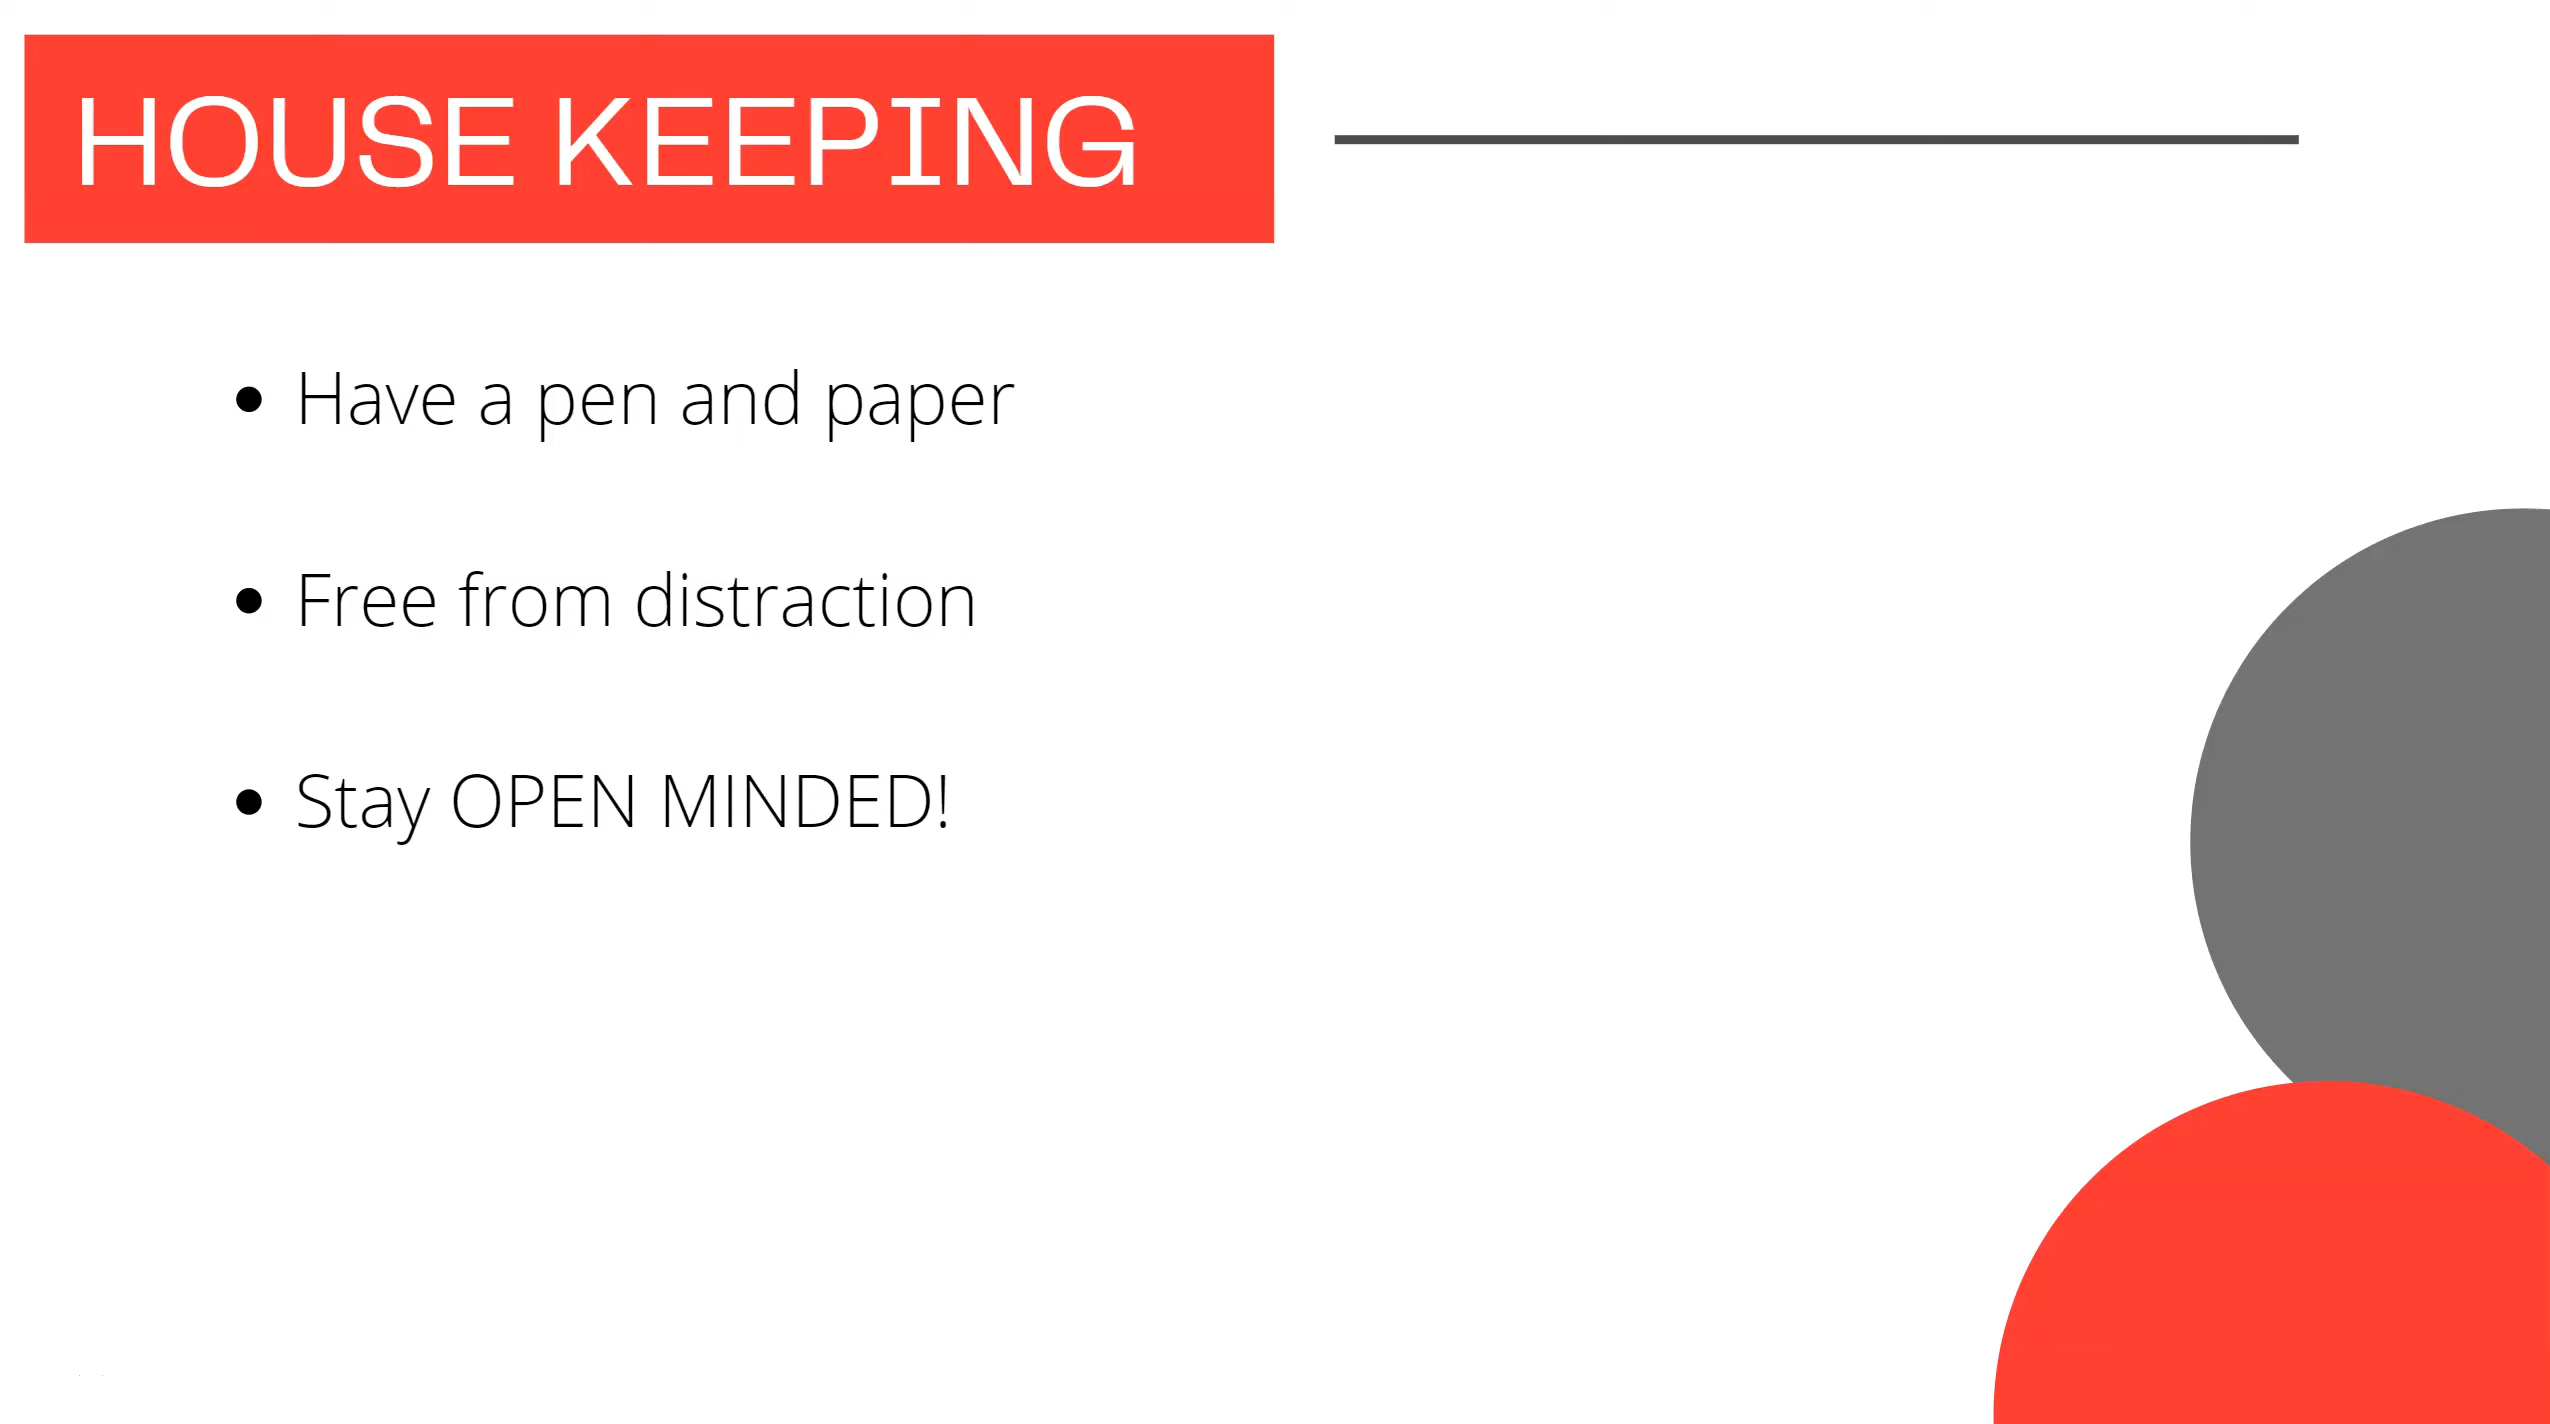 HOUSE KEEPING
• Have a pen and paper
• Free from distraction
• Stay OPEN MINDED!